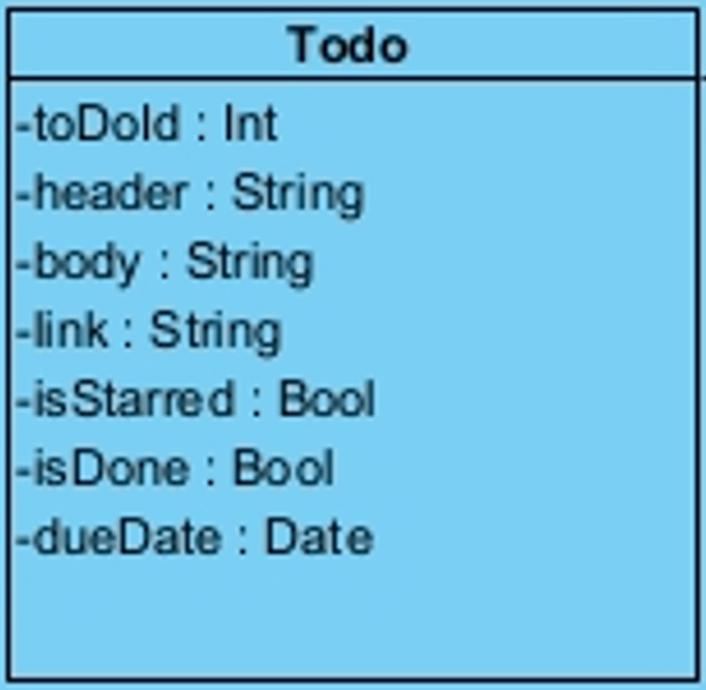 Todo
-toDoId : Int
-header : String
-body : String
-link : String
-isStarred : Bool
-isDone : Bool
-dueDate : Date